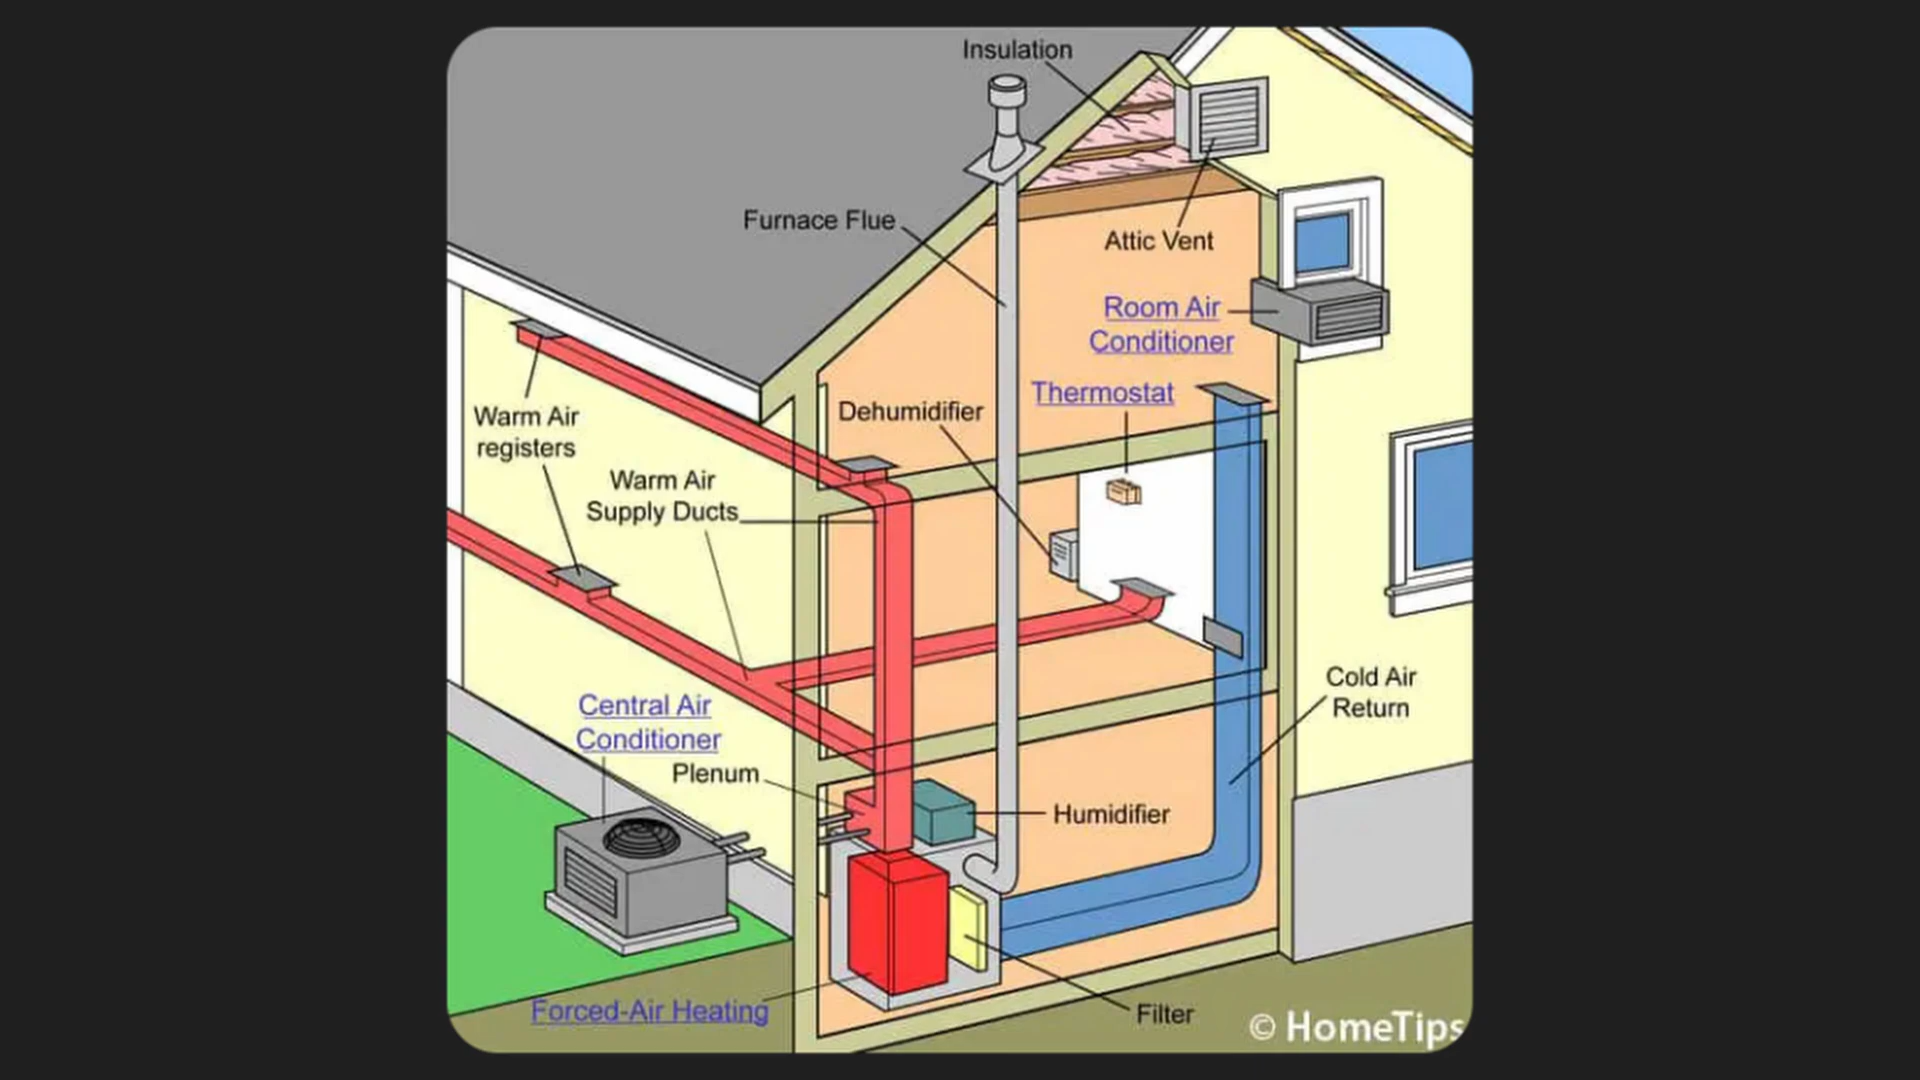 Insulation
Furnace Flue
Attic Vent
Room Air
Conditioner
Thermostat
Dehumidifier
Warm Air
registers
Warm Air
Supply Ducts
Cold Air
Return
Central Air
Conditioner
Plenum
Humidifier
Forced-Air Heating
Filter
© HomeTips